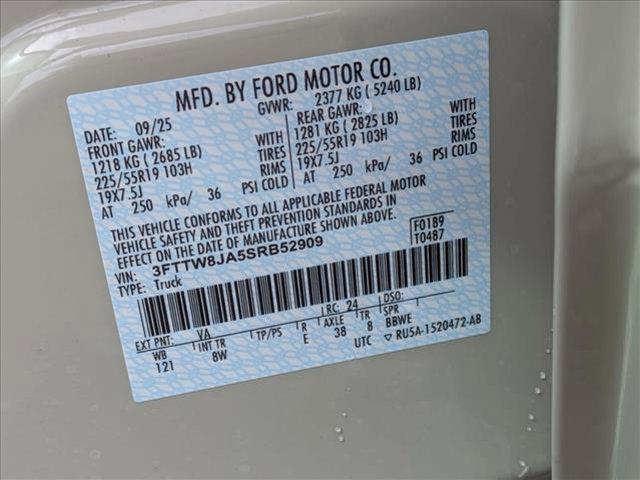 MFD. BY FORD MOTOR CO.
DATE: 09/25 GVWR: 2377 KG ( 5240 LB)
FRONT GAWR: REAR GAWR:
1218 KG ( 2685 LB) WITH 1281 KG ( 2825 LB) WITH
225/55R19 103H TIRES 225/55R19 103H TIRES
19X7.5J RIMS 19X7.5J RIMS
AT 250 kPa/ 36 PSI COLD AT 250 kPa/ 36 PSI COLD
THIS VEHICLE CONFORMS TO ALL APPLICABLE FEDERAL MOTOR
VEHICLE SAFETY AND THEFT PREVENTION STANDARDS IN
EFFECT ON THE DATE OF MANUFACTURE SHOWN ABOVE.
VIN: 3FTTW8JA5SRB52909 F0189
TYPE: Truck T0487
EXT PNT: VA RC: 24 DSO:
WB INT TR TP/PS R AXLE TR SPR
121 8W E 38 8 BBWE
UTC ▽ RU5A-1520472-AB